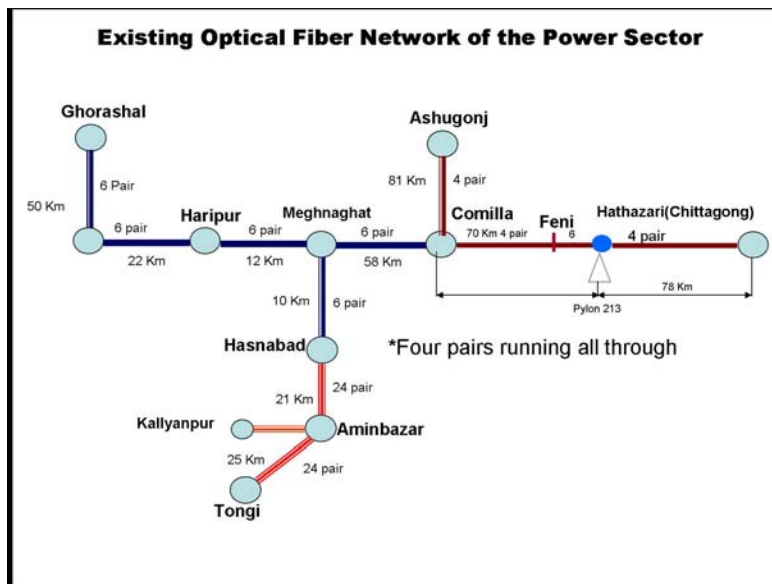 Existing Optical Fiber Network of the Power Sector
Ghorashal
Ashugonj
6 Pair
50 Km
81 Km
4 pair
Haripur
Meghnaghat
Comilla
Feni
Hathazari(Chittagong)
6 pair
6 pair
6 pair
70 Km 4 pair
6
4 pair
22 Km
12 Km
58 Km
78 Km
10 Km
6 pair
Pylon 213
Hasnabad
*Four pairs running all through
24 pair
21 Km
Kallyanpur
Aminbazar
25 Km
24 pair
Tongi